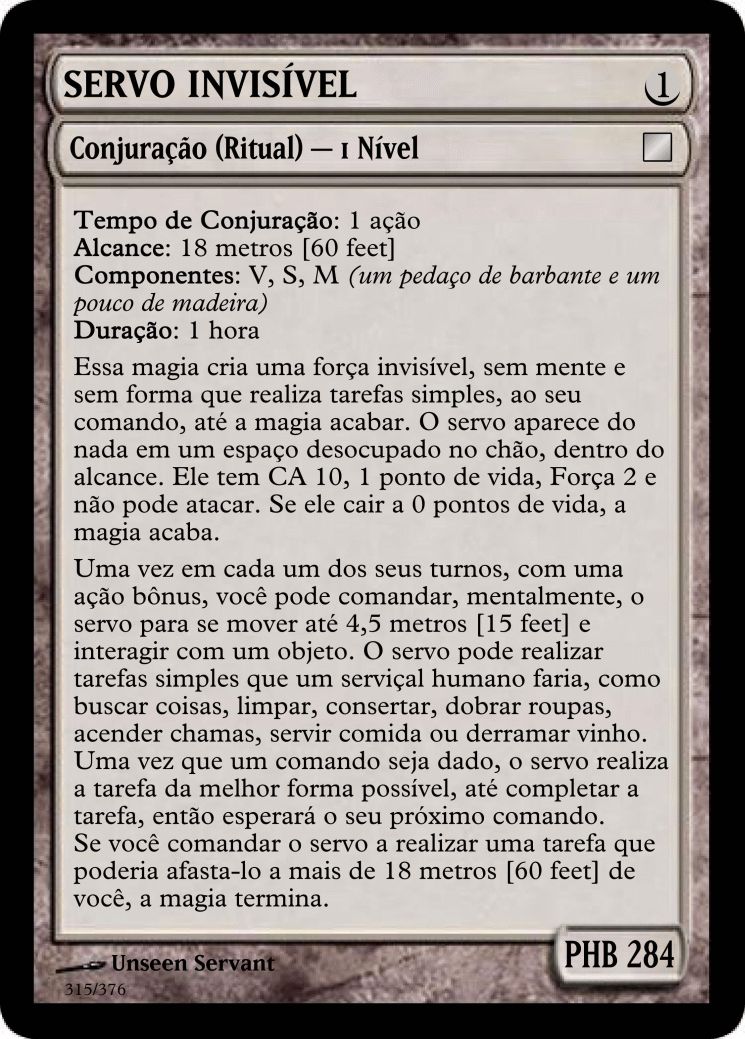 SERVO INVISÍVEL
1
Conjuração (Ritual) — I Nível
Tempo de Conjuração: 1 ação
Alcance: 18 metros [60 feet]
Componentes: V, S, M (um pedaço de barbante e um
pouco de madeira)
Duração: 1 hora
Essa magia cria uma força invisível, sem mente e
sem forma que realiza tarefas simples, ao seu
comando, até a magia acabar. O servo aparece do
nada em um espaço desocupado no chão, dentro do
alcance. Ele tem CA 10, 1 ponto de vida, Força 2 e
não pode atacar. Se ele cair a 0 pontos de vida, a
magia acaba.
Uma vez em cada um dos seus turnos, com uma
ação bônus, você pode comandar, mentalmente, o
servo para se mover até 4,5 metros [15 feet] e
interagir com um objeto. O servo pode realizar
tarefas simples que um serviçal humano faria, como
buscar coisas, limpar, consertar, dobrar roupas,
acender chamas, servir comida ou derramar vinho.
Uma vez que um comando seja dado, o servo realiza
a tarefa da melhor forma possível, até completar a
tarefa, então esperará o seu próximo comando.
Se você comandar o servo a realizar uma tarefa que
poderia afasta-lo a mais de 18 metros [60 feet] de
você, a magia termina.
PHB 284
Unseen Servant
315/376